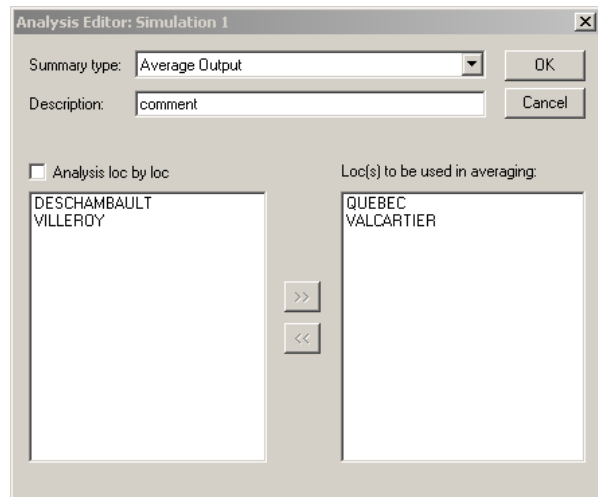 Analysis Editor: Simulation 1
Summary type: Average Output OK
Description: comment Cancel
Analysis loc by loc
Loc(s) to be used in averaging:
DESCHAMBAULT
VILLEROY
QUEBEC
VALCARTIER
>>
<<